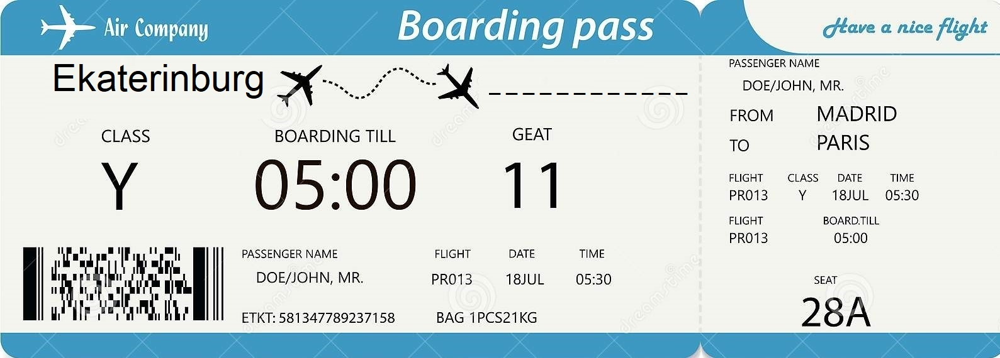 Air Company
Boarding pass
Have a nice flight
Ekaterinburg
CLASS BOARDING TILL GEAT
Y 05:00 11
PASSENGER NAME FLIGHT DATE TIME
DOE/JOHN, MR. PR013 18JUL 05:30
ETKT: 581347789237158 BAG 1PCS21KG
PASSENGER NAME
DOE/JOHN, MR.
FROM MADRID
TO PARIS
FLIGHT CLASS DATE TIME
PR013 Y 18JUL 05:30
FLIGHT BOARD.TILL
PR013 05:00
SEAT
28A
dreamstime